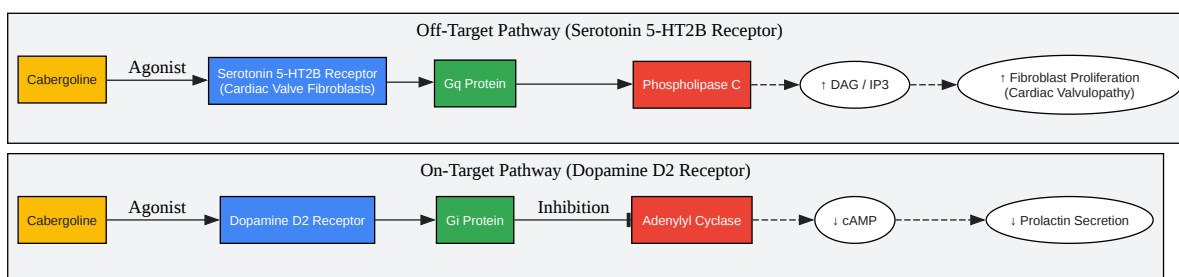 Off-Target Pathway (Serotonin 5-HT2B Receptor)
Cabergoline
Agonist
Serotonin 5-HT2B Receptor
(Cardiac Valve Fibroblasts)
Gq Protein
Phospholipase C
↑ DAG / IP3
↑ Fibroblast Proliferation
(Cardiac Valvulopathy)
On-Target Pathway (Dopamine D2 Receptor)
Cabergoline
Agonist
Dopamine D2 Receptor
Gi Protein
Inhibition
Adenylyl Cyclase
↓ cAMP
↓ Prolactin Secretion